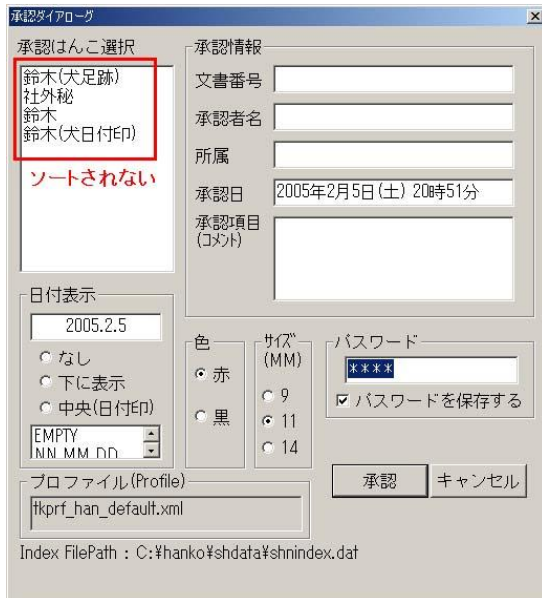 承認ダイアローグ
承認はんこ選択
鈴木(犬足跡)
社外秘
鈴木
鈴木(犬日付印)
ソートされない
承認情報
文書番号
承認者名
所属
承認日 2005年2月5日(土) 20時51分
承認項目
(コメント)
日付表示
2005.2.5
なし
下に表示
中央(日付印)
EMPTY
NN.MM.DD
色
赤
黒
サイズ
(MM)
9
11
14
パスワード
****
パスワードを保存する
承認 キャンセル
プロファイル(Profile)
tkprf_han_default.xml
Index FilePath : C:¥hanko¥shdata¥shnindex.dat